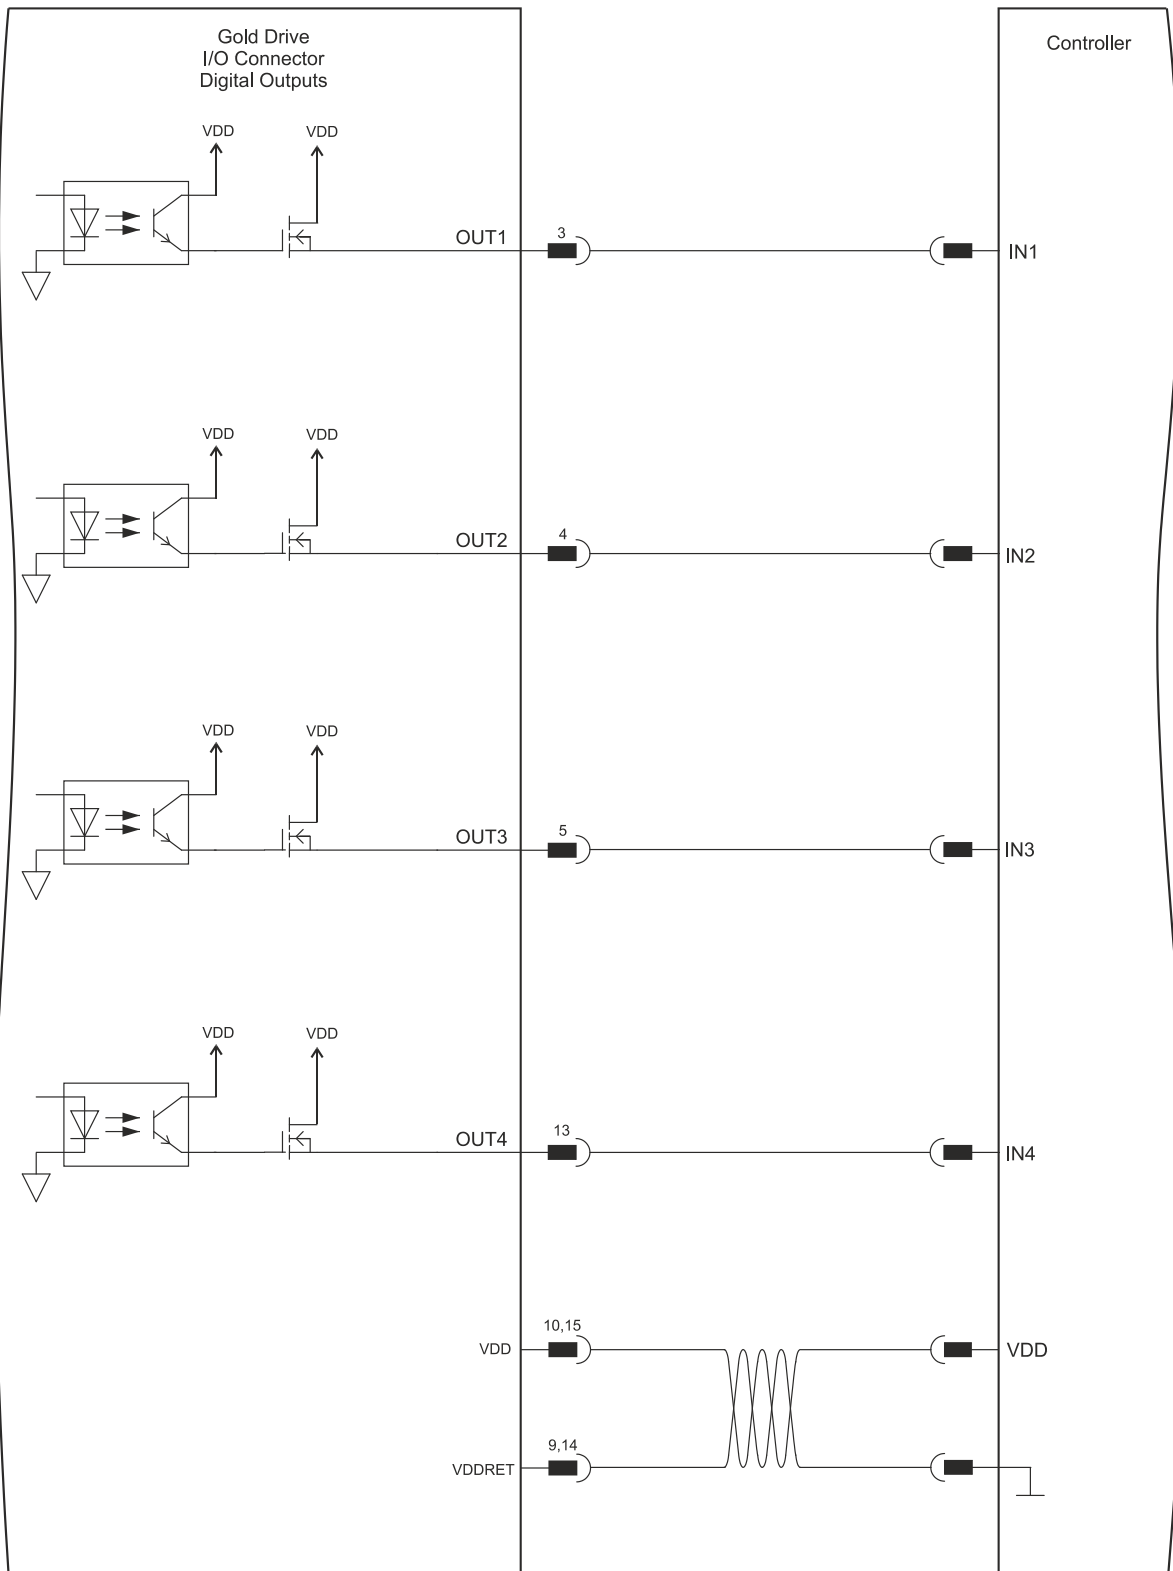 Gold Drive
I/O Connector
Digital Outputs
Controller
VDD
VDD
OUT1
3
IN1
VDD
VDD
OUT2
4
IN2
VDD
VDD
OUT3
5
IN3
VDD
VDD
OUT4
13
IN4
VDD
10,15
VDD
VDDRET
9,14